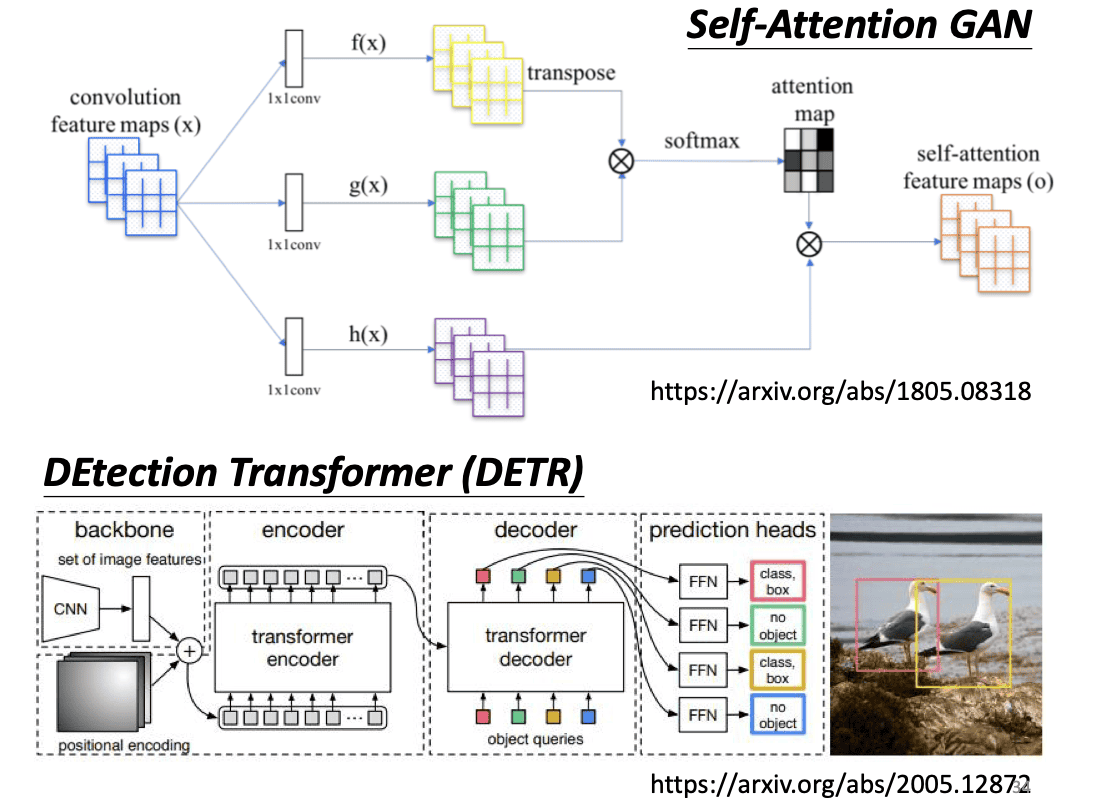 Self-Attention GAN
convolution
feature maps (x)
f(x)
1x1conv
transpose
g(x)
1x1conv
h(x)
1x1conv
softmax
attention
map
self-attention
feature maps (o)
https://arxiv.org/abs/1805.08318
DEtection Transformer (DETR)
backbone
set of image features
CNN
+
positional encoding
encoder
...
transformer
encoder
...
decoder
transformer
decoder
object queries
prediction heads
FFN
class,
box
FFN
no
object
FFN
class,
box
FFN
no
object
https://arxiv.org/abs/2005.12872
34